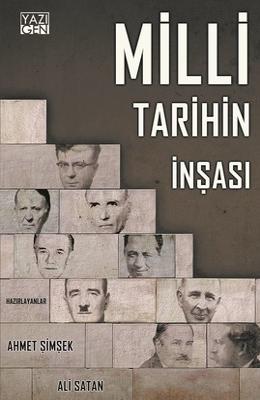 YAZI
GEN
MİLLİ
TARİHİN
İNŞASI
HAZIRLAYANLAR
AHMET ŞİMŞEK
ALİ SATAN